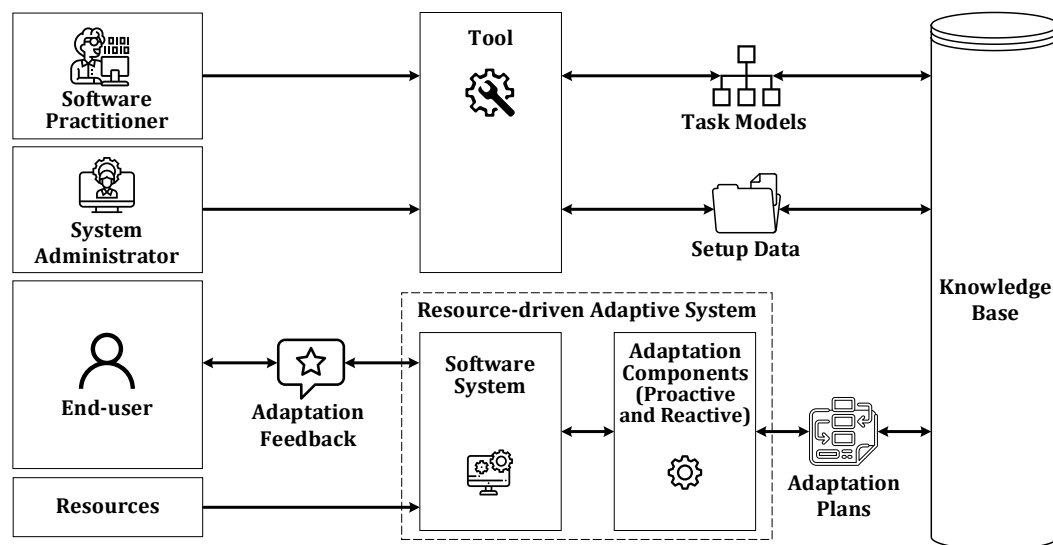 Software
Practitioner
Tool
Task Models
System
Administrator
Setup Data
Knowledge
Base
End-user
Adaptation
Feedback
Resource-driven Adaptive System
Software
System
Adaptation
Components
(Proactive
and Reactive)
Adaptation
Plans
Resources